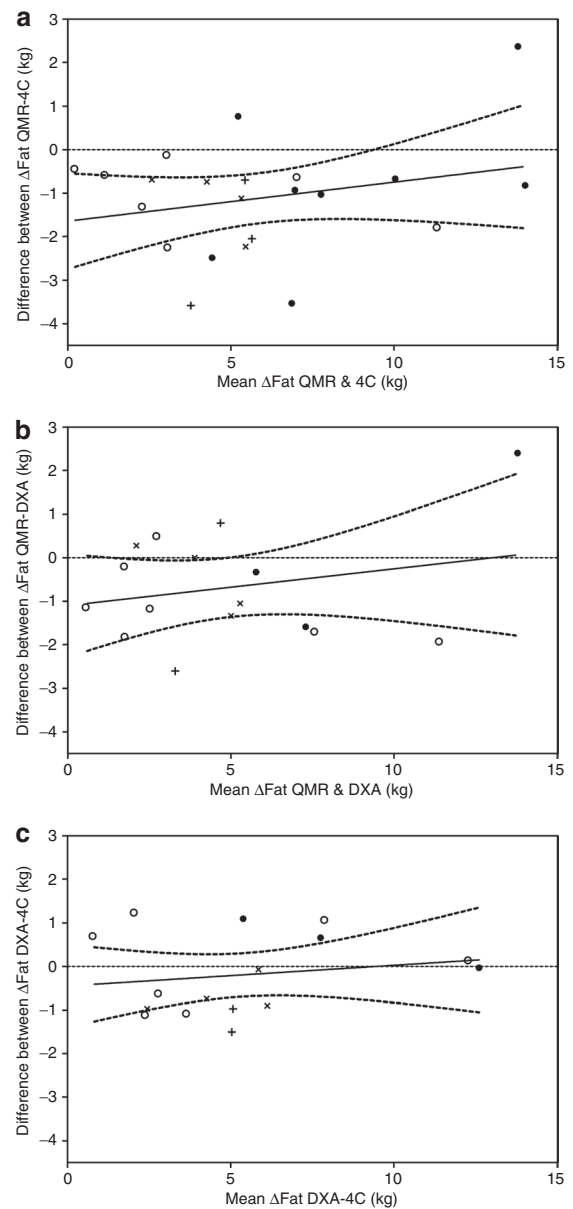 a
3
2
1
0
–1
–2
–3
–4
Difference between ΔFat QMR-4C (kg)
0 5 10 15
Mean ΔFat QMR & 4C (kg)
b
3
2
1
0
–1
–2
–3
–4
Difference between ΔFat QMR-DXA (kg)
0 5 10 15
Mean ΔFat QMR & DXA (kg)
c
3
2
1
0
–1
–2
–3
–4
Difference between ΔFat DXA-4C (kg)
0 5 10 15
Mean ΔFat DXA-4C (kg)